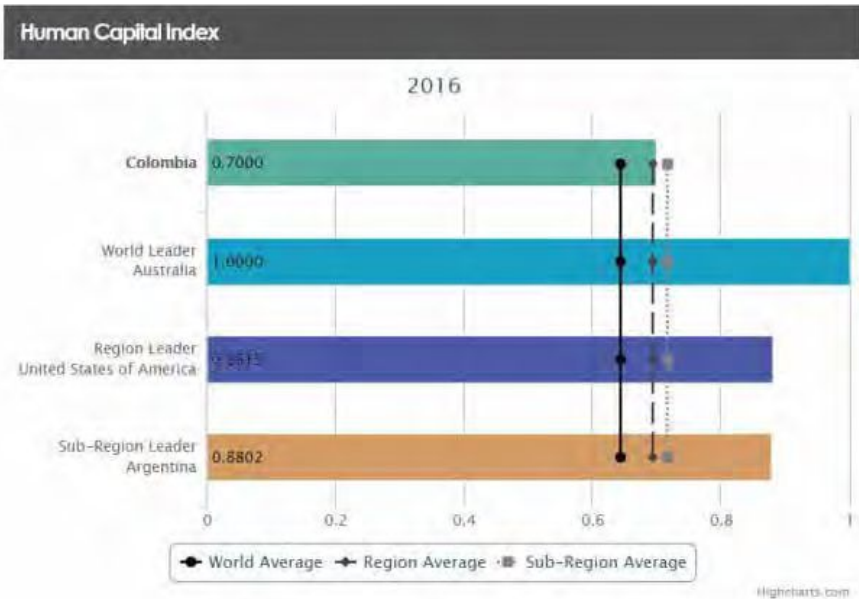 Human Capital Index
2016
Colombia
0.7000
World Leader
Australia
1.0000
Region Leader
United States of America
Sub-Region Leader
Argentina
0.8802
0
0.2
0.4
0.6
0.8
1
World Average
Region Average
Sub-Region Average
Highcharts.com